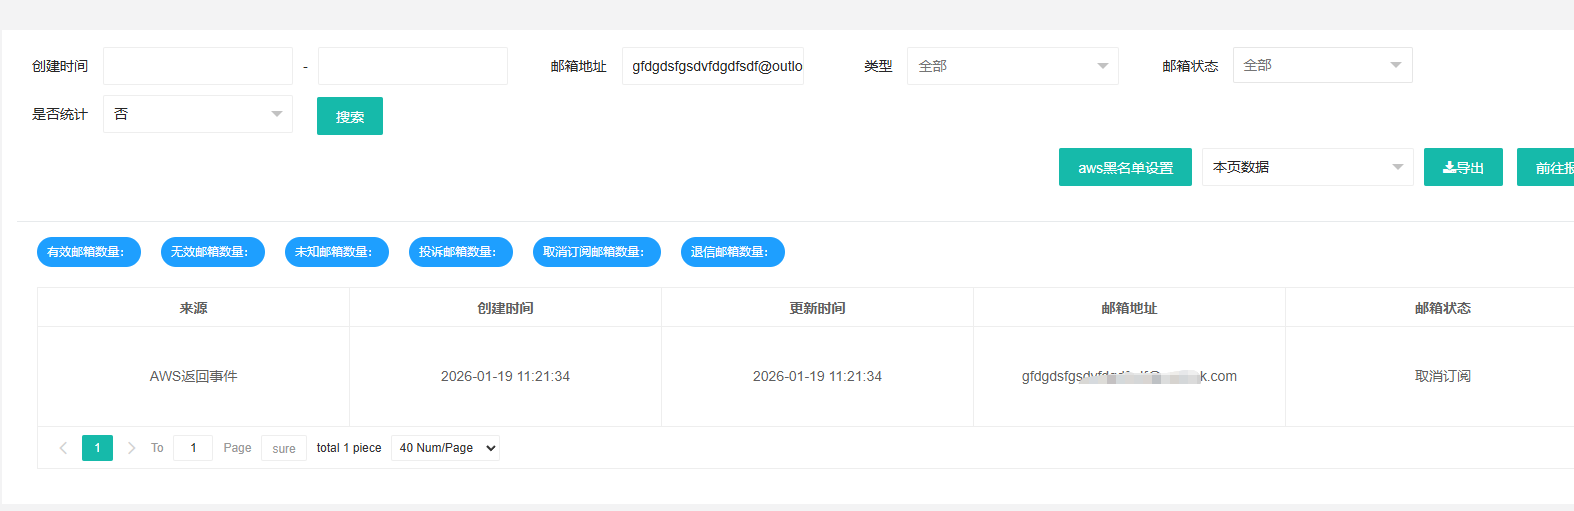 创建时间 - 邮箱地址 gfdgdsfgsdvfdgdfsdf@outlo 类型 全部 邮箱状态 全部
是否统计 否 搜索
aws黑名单设置 本页数据 导出 前往报
有效邮箱数量： 无效邮箱数量： 未知邮箱数量： 投诉邮箱数量： 取消订阅邮箱数量： 退信邮箱数量：
来源 创建时间 更新时间 邮箱地址 邮箱状态
AWS返回事件 2026-01-19 11:21:34 2026-01-19 11:21:34 取消订阅
1 To 1 Page sure total 1 piece 40 Num/Page